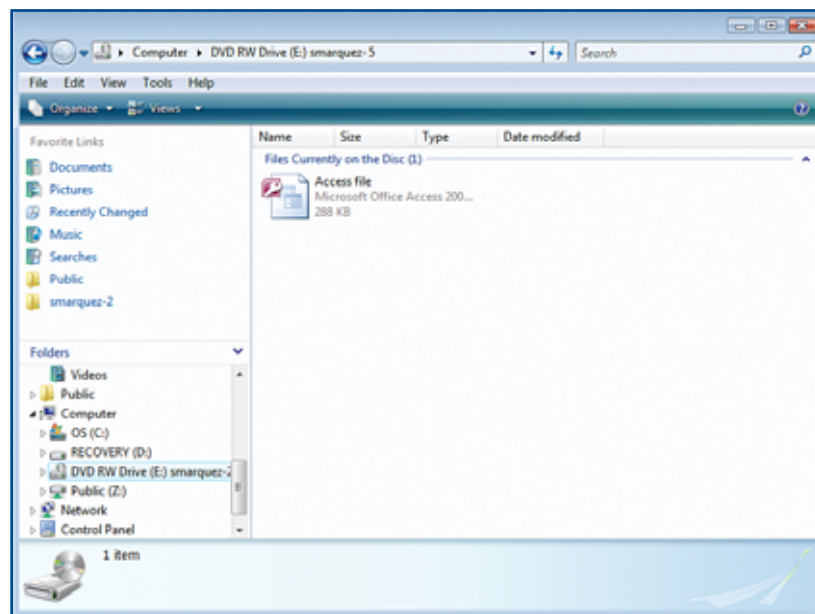 Computer DVD RW Drive (E:) smarquez-5
Search
File Edit View Tools Help
Organize Views
Favorite Links
Documents
Pictures
Recently Changed
Music
Searches
Public
smarquez-2
Folders
Videos
Public
Computer
OS (C:)
RECOVERY (D:)
DVD RW Drive (E:) smarquez-2
Public (Z:)
Network
Control Panel
Name Size Type Date modified
Files Currently on the Disc (1)
Access file
Microsoft Office Access 200...
288 KB
1 item